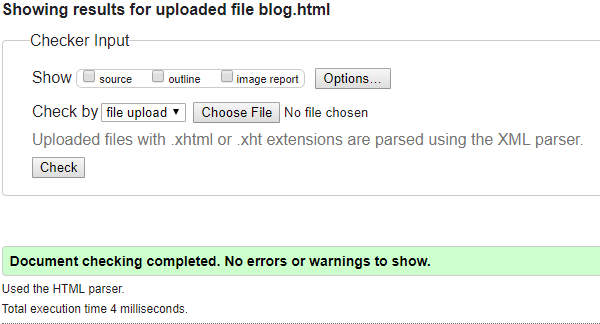 Showing results for uploaded file blog.html
Checker Input
Show source outline image report Options...
Check by file upload Choose File No file chosen
Uploaded files with .xhtml or .xht extensions are parsed using the XML parser.
Check
Document checking completed. No errors or warnings to show.
Used the HTML parser.
Total execution time 4 milliseconds.